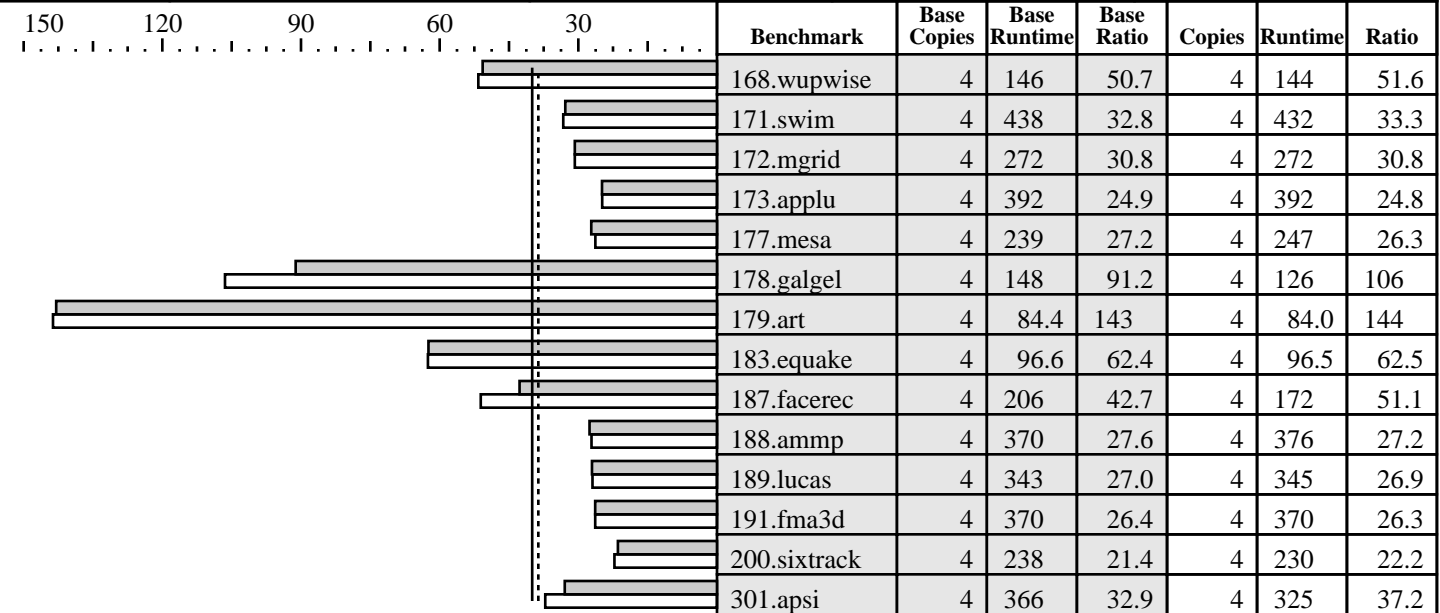 150 120 90 60 30
Benchmark Base Copies Base Runtime Base Ratio Copies Runtime Ratio
168.wupwise 4 146 50.7 4 144 51.6
171.swim 4 438 32.8 4 432 33.3
172.mgrid 4 272 30.8 4 272 30.8
173.applu 4 392 24.9 4 392 24.8
177.mesa 4 239 27.2 4 247 26.3
178.galgel 4 148 91.2 4 126 106
179.art 4 84.4 143 4 84.0 144
183.equake 4 96.6 62.4 4 96.5 62.5
187.facerec 4 206 42.7 4 172 51.1
188.ammp 4 370 27.6 4 376 27.2
189.lucas 4 343 27.0 4 345 26.9
191.fma3d 4 370 26.4 4 370 26.3
200.sixtrack 4 238 21.4 4 230 22.2
301.apsi 4 366 32.9 4 325 37.2